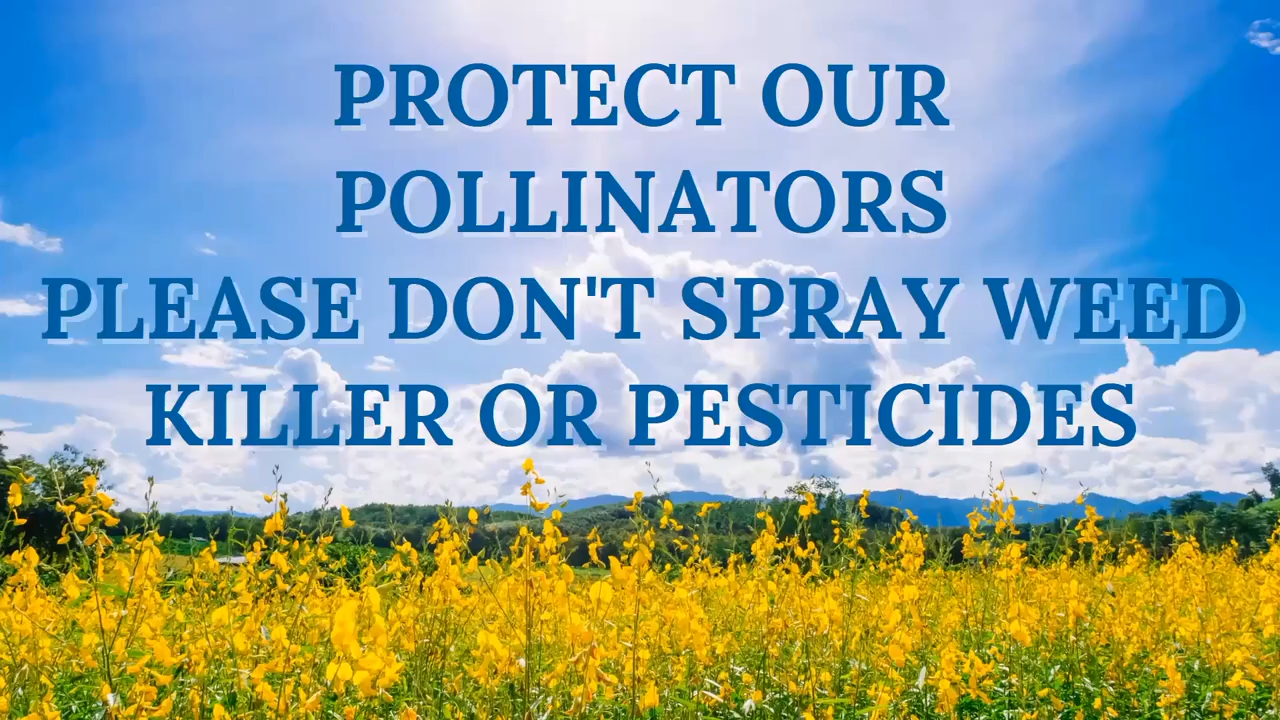 PROTECT OUR
POLLINATORS
PLEASE DON'T SPRAY WEED
KILLER OR PESTICIDES